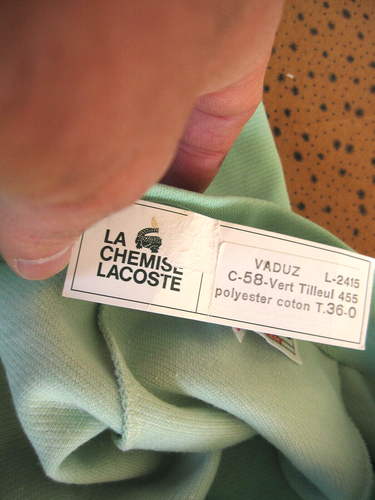 LA
CHEMISE
LACOSTE
VADUZ L-2415
C-58-Vert Tilleul 455
polyester coton T.36-0